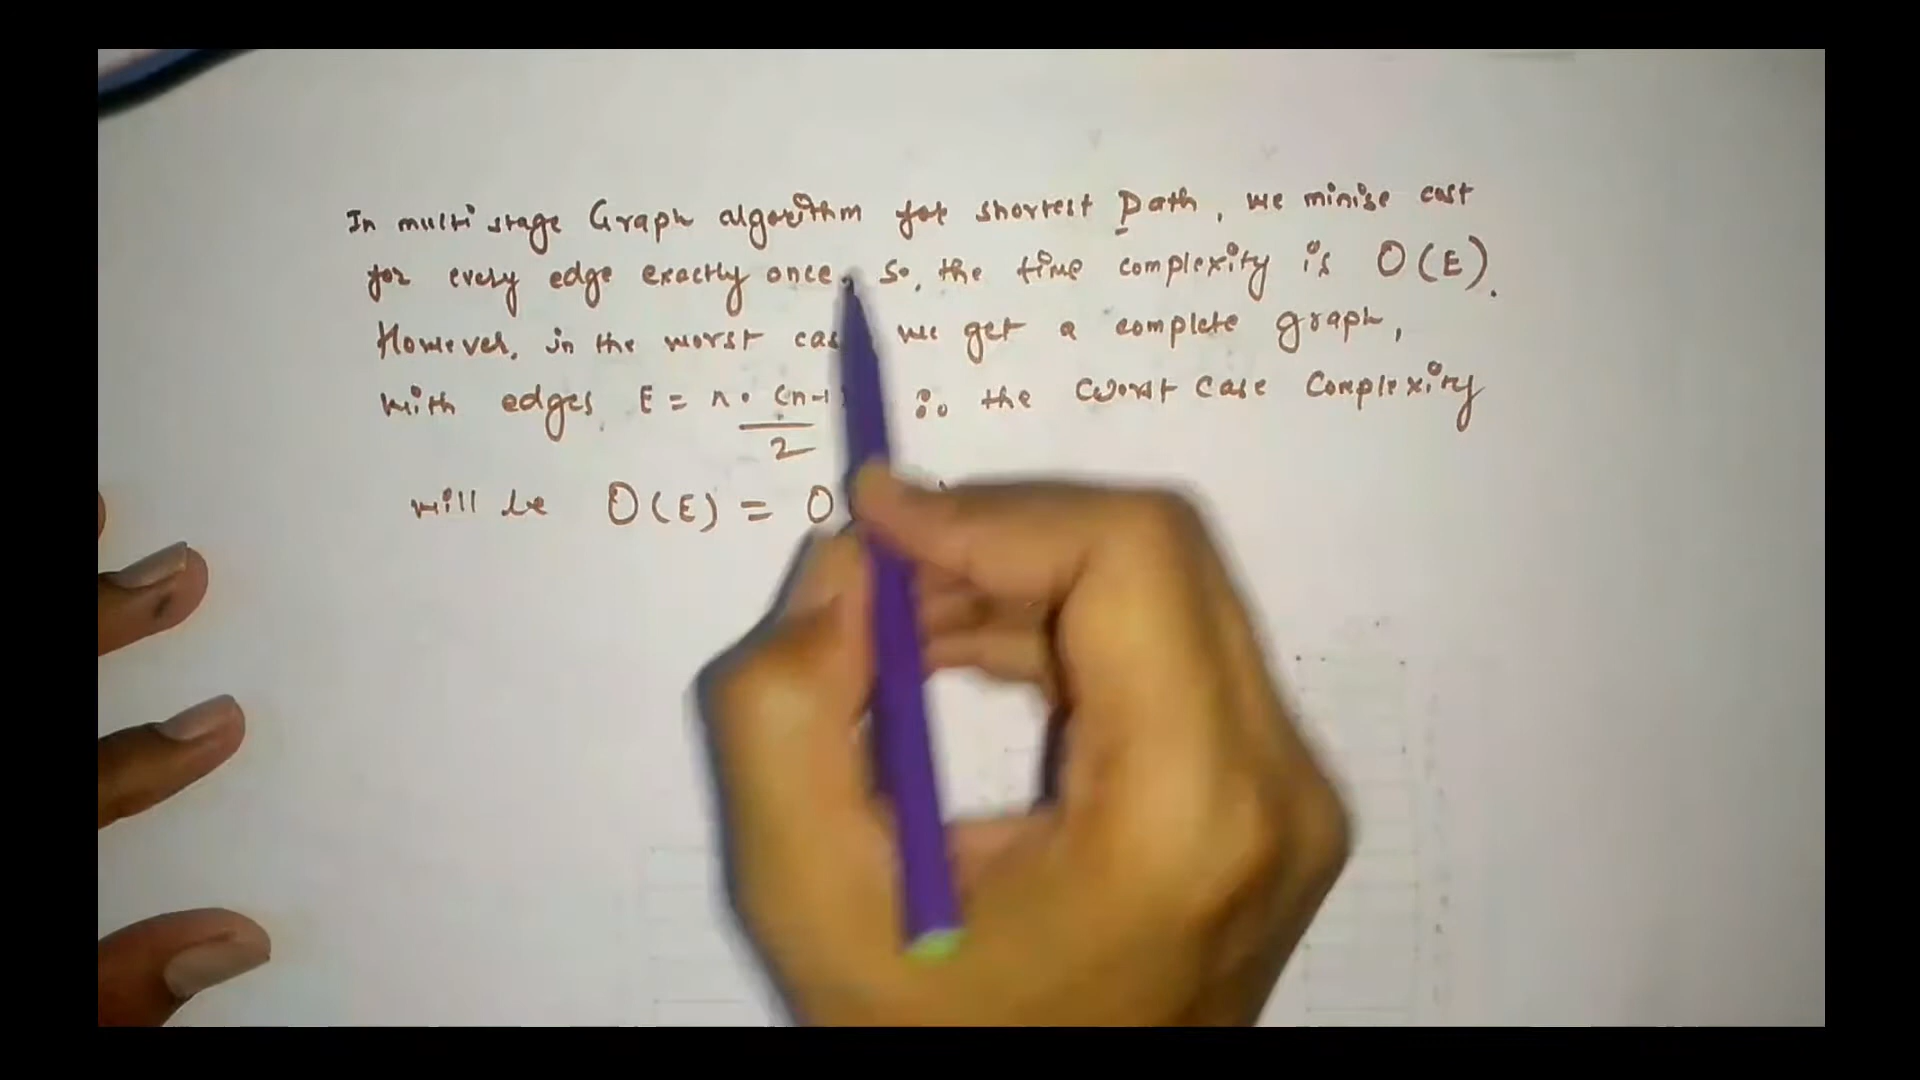 In multi stage Graph algorithm for shortest Path, we minise cost
for every edge exactly once. So, the time complexity is O(E).
However, in the worst we get a complete graph,
with edges E = n. (n-1 ∴ the worst case complexity
2
will be O(E) = O